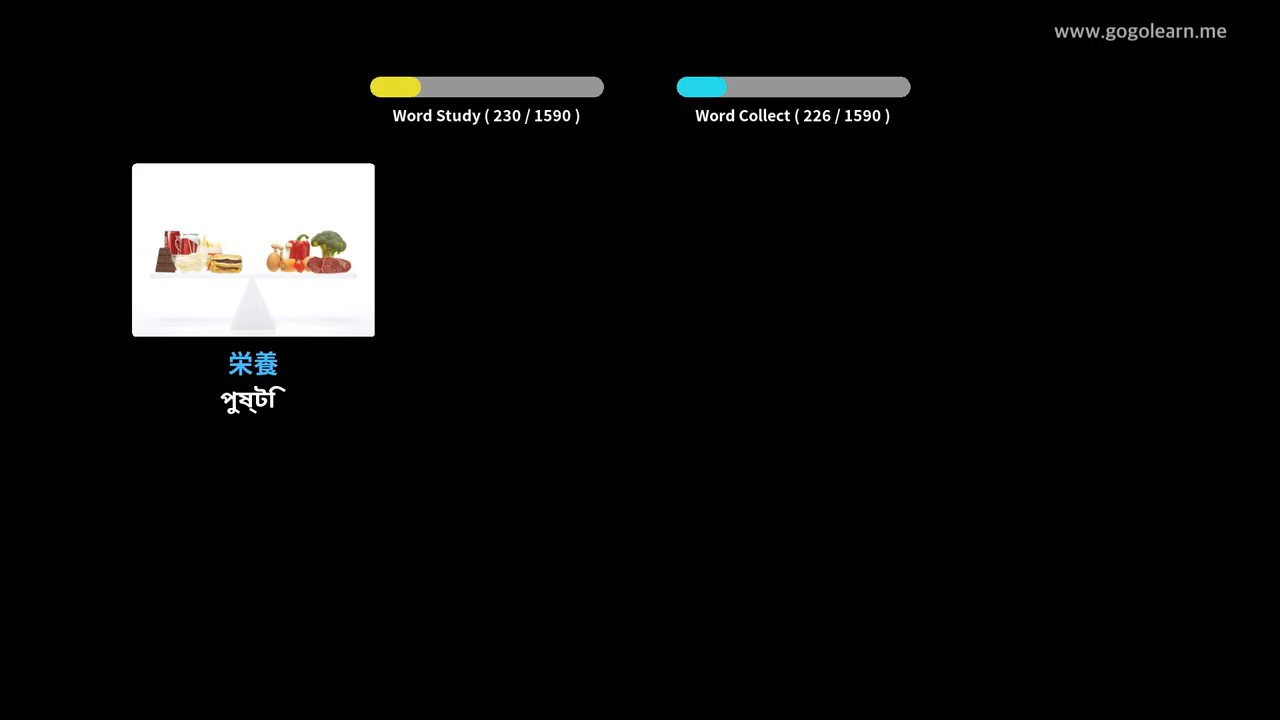 www.gogolearn.me
Word Study ( 230 / 1590 )
Word Collect ( 226 / 1590 )
栄養
পুষ্টি